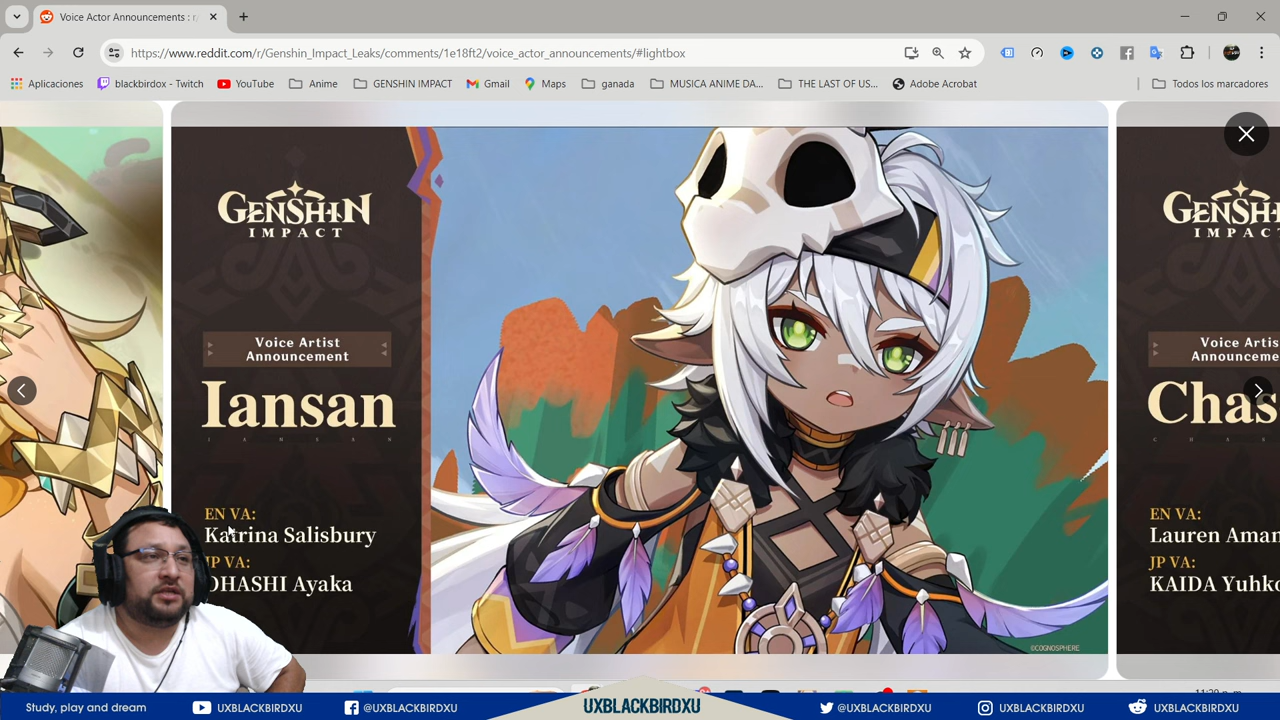 Voice Actor Announcements : r
https://www.reddit.com/r/Genshin_Impact_Leaks/comments/1e18ft2/voice_actor_announcements/#lightbox
Aplicaciones
blackbirdox - Twitch
YouTube
Anime
GENSHIN IMPACT
Gmail
Maps
ganada
MUSICA ANIME DA...
THE LAST OF US...
Adobe Acrobat
Todos los marcadores
GENSHIN
IMPACT
Voice Artist
Announcement
Iansan
IANSAN
EN VA:
Katrina Salisbury
JP VA:
OHASHI Ayaka
©COGNOSPHERE
GENSHI
IMPACT
Voice Artis
Announceme
Chas
C H A S
EN VA:
Lauren Aman
JP VA:
KAIDA Yuhko
Study, play and dream
UXBLACKBIRDXU
@UXBLACKBIRDXU
UXBLACKBIRDXU
@UXBLACKBIRDXU
UXBLACKBIRDXU
UXBLACKBIRDXU